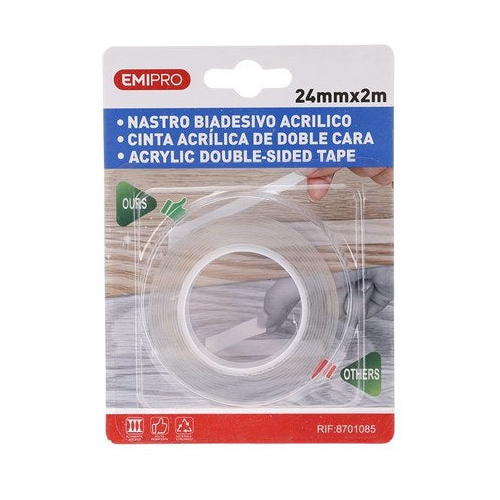 EMIPRO
24mmx2m
• NASTRO BIADESIVO ACRILICO
• CINTA ACRÍLICA DE DOBLE CARA
• ACRYLIC DOUBLE-SIDED TAPE
OURS
OTHERS
RIF:8701085